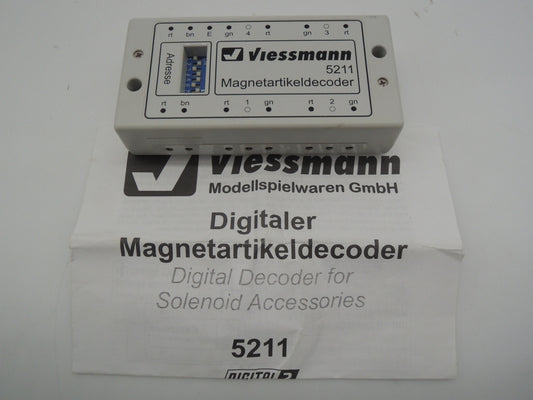 rt bn E gn 4 rt gn 3 rt
Viessmann
5211
Magnetartikeldecoder
Adresse
rt bn rt 1 gn rt 2 gn
Viessmann
Modellspielwaren GmbH
Digitaler
Magnetartikeldecoder
Digital Decoder for
Solenoid Accessories
5211
DIGITAL